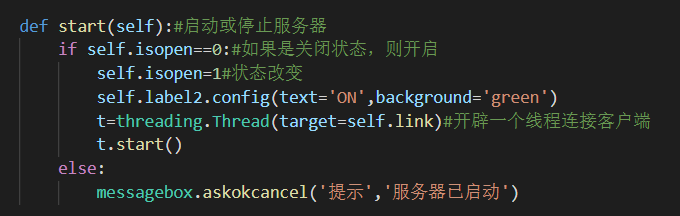 def start(self):#启动或停止服务器
if self.isopen==0:#如果是关闭状态，则开启
self.isopen=1#状态改变
self.label2.config(text='ON',background='green')
t=threading.Thread(target=self.link)#开辟一个线程连接客户端
t.start()
else:
messagebox.askokcancel('提示','服务器已启动')